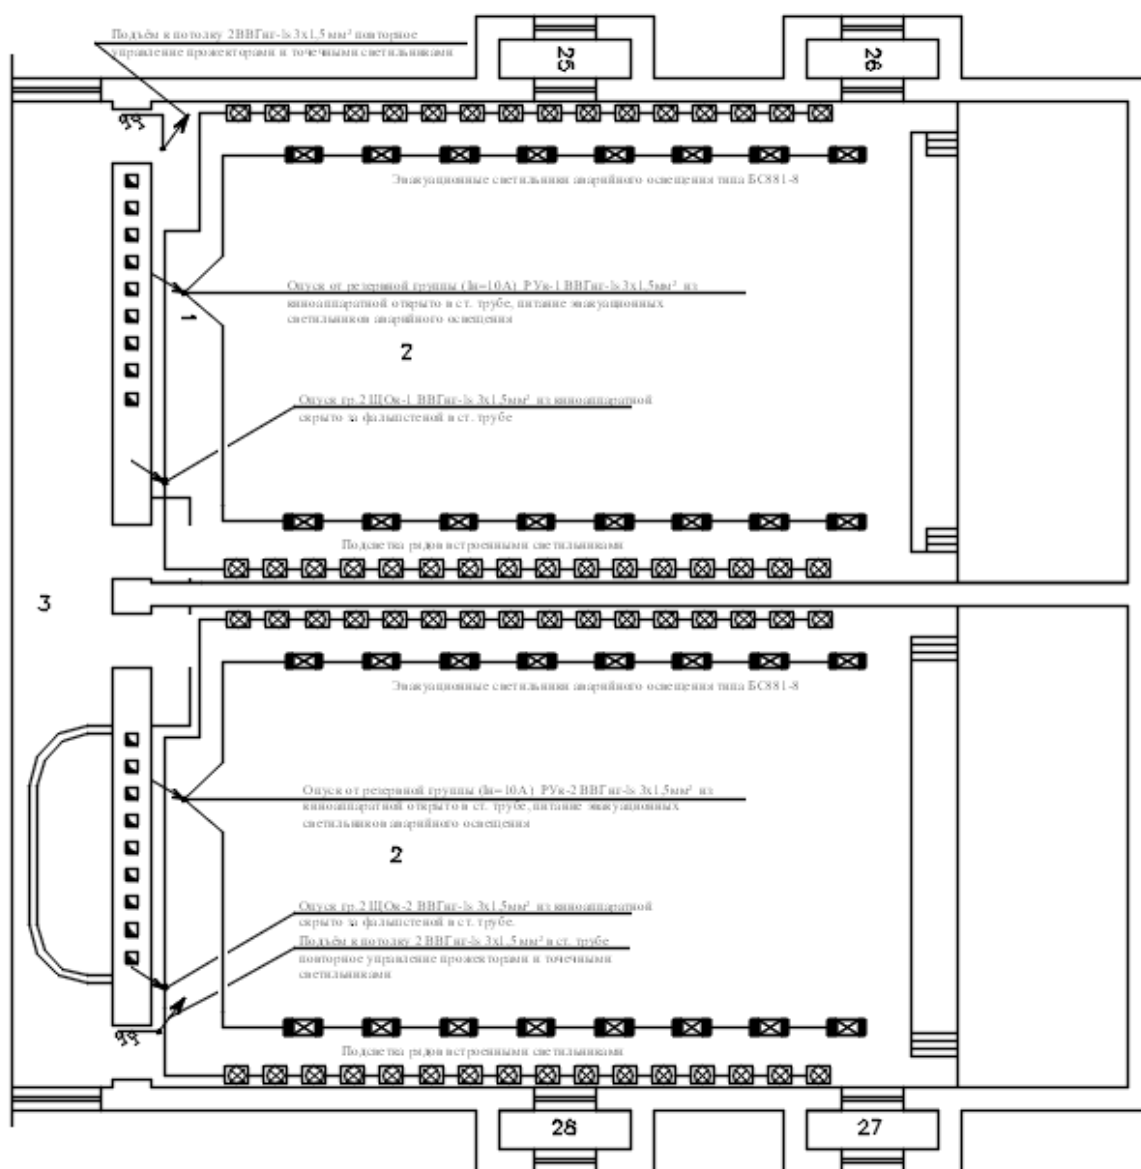 Подъём к потолку 2ВВГнг-ls 3х1,5 мм² повторное
управление прожекторами и точечными светильниками
25
26
Эвакуационные светильники аварийного освещения типа БС881-8
Опуск от резервной группы (Iн=10А) РУк-1 ВВГнг-ls 3х1,5мм² из
киноаппаратной открыто в ст. трубе, питание эвакуационных
светильников аварийного освещения
1
2
Опуск гр.2 ЩОк-1 ВВГнг-ls 3х1,5мм² из киноаппаратной
скрыто за фальшстеной в ст. трубе
Подсветка рядов встроенными светильниками
3
Эвакуационные светильники аварийного освещения типа БС881-8
Опуск от резервной группы (Iн=10А) РУк-2 ВВГнг-ls 3х1,5мм² из
киноаппаратной открыто в ст. трубе, питание эвакуационных
светильников аварийного освещения
2
Опуск гр.2 ЩОк-2 ВВГнг-ls 3х1,5мм² из киноаппаратной
скрыто за фальшстеной в ст. трубе.
Подъём к потолку 2 ВВГнг-ls 3х1,5 мм² в ст. трубе
повторное управление прожекторами и точечными
светильниками
Подсветка рядов встроенными светильниками
28
27